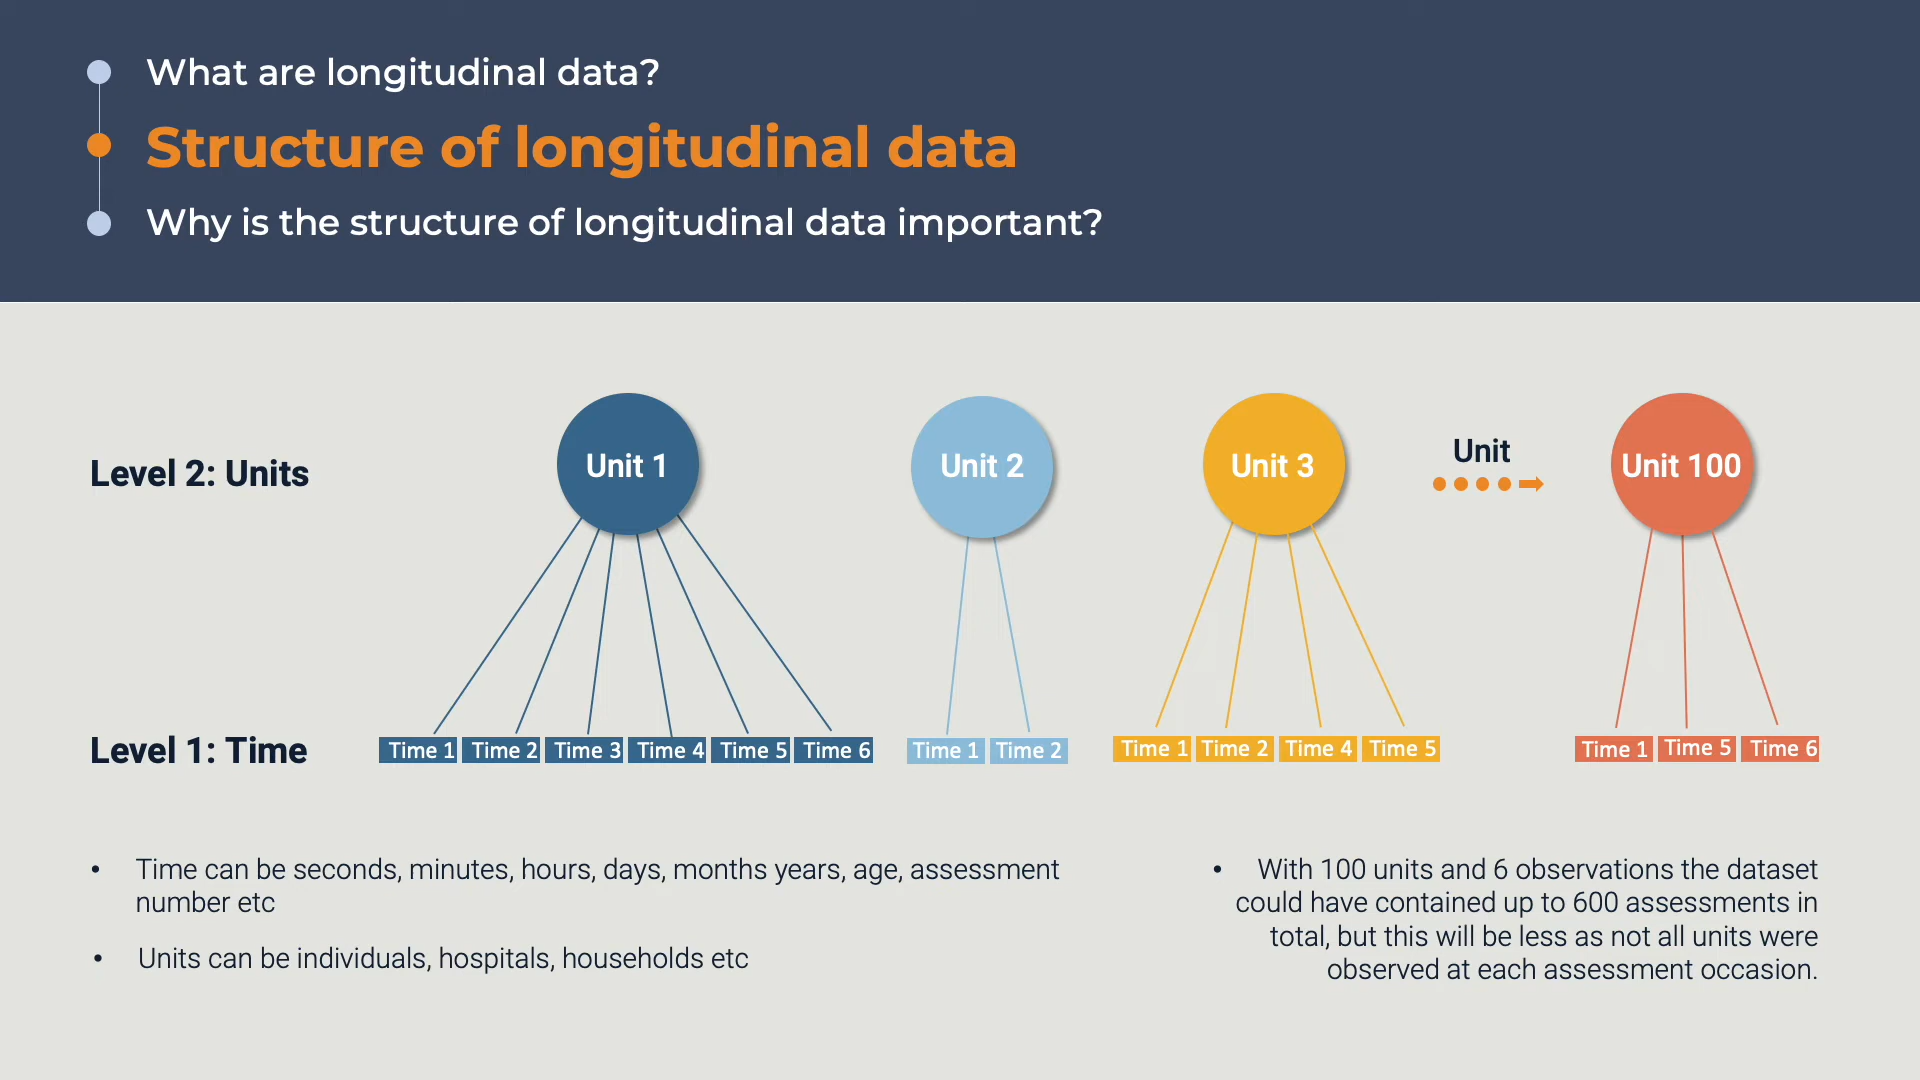 What are longitudinal data?
Structure of longitudinal data
Why is the structure of longitudinal data important?
Level 2: Units
Unit 1
Unit 2
Unit 3
Unit
Unit 100
Level 1: Time
Time 1 Time 2 Time 3 Time 4 Time 5 Time 6
Time 1 Time 2
Time 1 Time 2 Time 4 Time 5
Time 1 Time 5 Time 6
• Time can be seconds, minutes, hours, days, months years, age, assessment
number etc
• Units can be individuals, hospitals, households etc
• With 100 units and 6 observations the dataset
could have contained up to 600 assessments in
total, but this will be less as not all units were
observed at each assessment occasion.